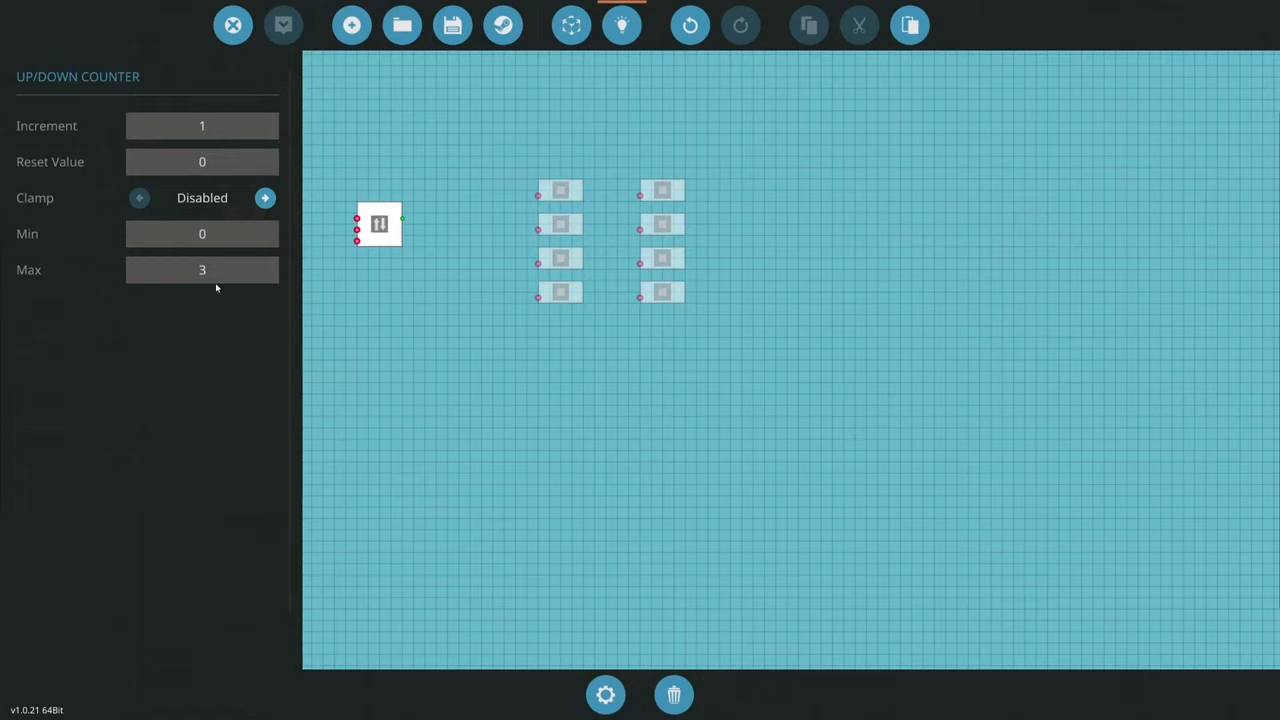 UP/DOWN COUNTER
Increment 1
Reset Value 0
Clamp Disabled
Min 0
Max 3
v1.0.21 64Bit